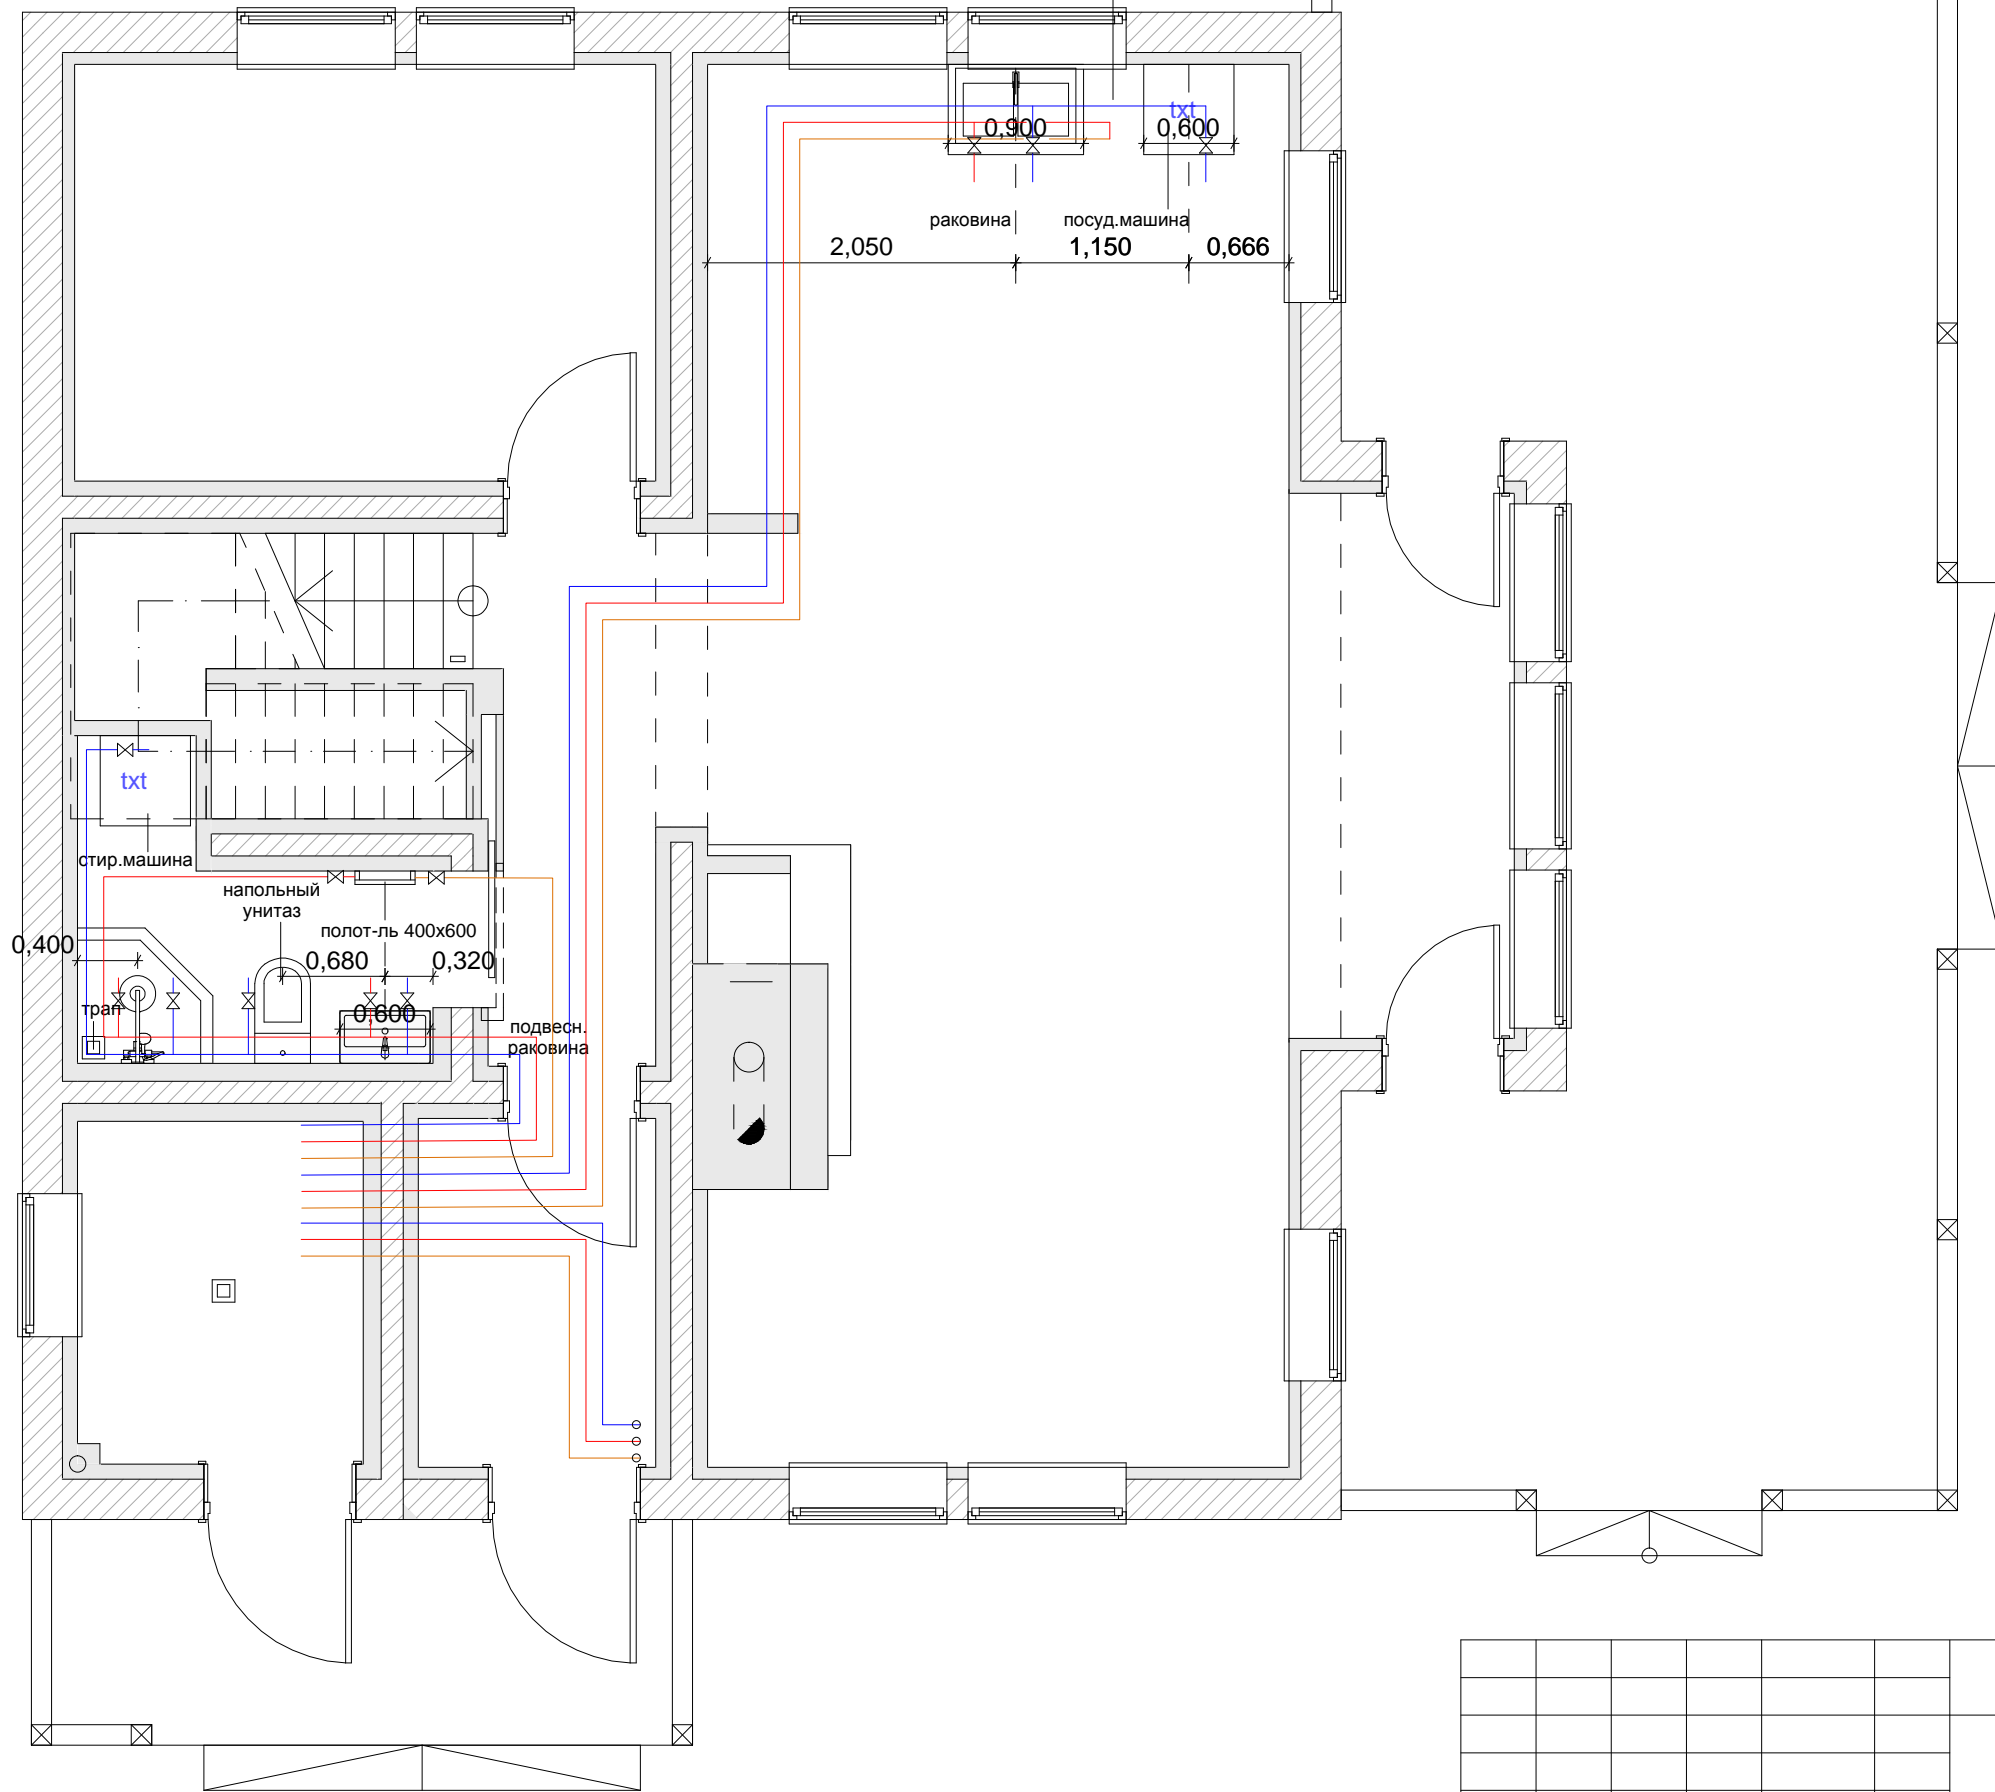 txt
0,900
0,600
раковина
посуд.машина
2,050
1,150
0,666
txt
стир.машина
напольный
унитаз
полот-ль 400х600
0,400
0,680
0,320
трап
0,600
подвесн.
раковина